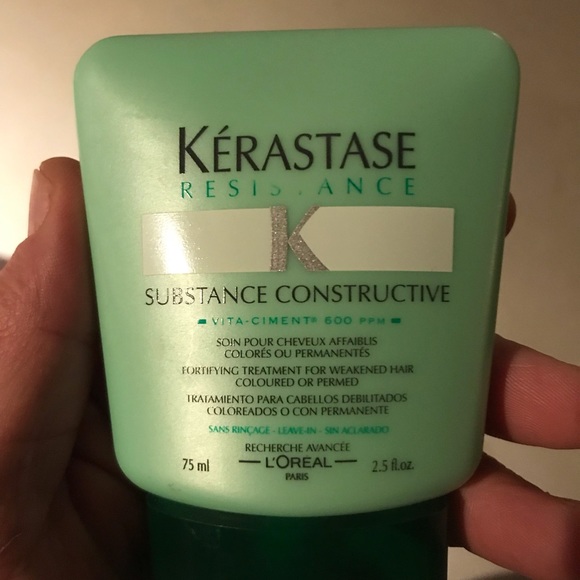 KÉRASTASE
RESISTANCE
K
SUBSTANCE CONSTRUCTIVE
VITA-CIMENT® 600 PPM
SOIN POUR CHEVEUX AFFAIBLIS
COLORÉS OU PERMANENTÉS
FORTIFYING TREATMENT FOR WEAKENED HAIR
COLOURED OR PERMED
TRATAMIENTO PARA CABELLOS DEBILITADOS
COLOREADOS O CON PERMANENTE
SANS RINÇAGE - LEAVE-IN - SIN ACLARADO
RECHERCHE AVANCÉE
75 ml L'ORÉAL 2.5 fl.oz.
PARIS